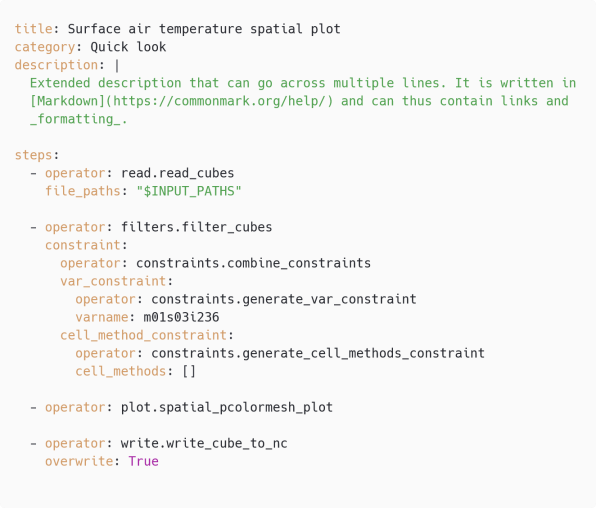 title: Surface air temperature spatial plot
category: Quick look
description: |
  Extended description that can go across multiple lines. It is written in
  [Markdown](https://commonmark.org/help/) and can thus contain links and
  _formatting_.

steps:
  - operator: read.read_cubes
    file_paths: "$INPUT_PATHS"

  - operator: filters.filter_cubes
    constraint:
      operator: constraints.combine_constraints
      var_constraint:
        operator: constraints.generate_var_constraint
        varname: m01s03i236
      cell_method_constraint:
        operator: constraints.generate_cell_methods_constraint
        cell_methods: []

  - operator: plot.spatial_pcolormesh_plot

  - operator: write.write_cube_to_nc
    overwrite: True